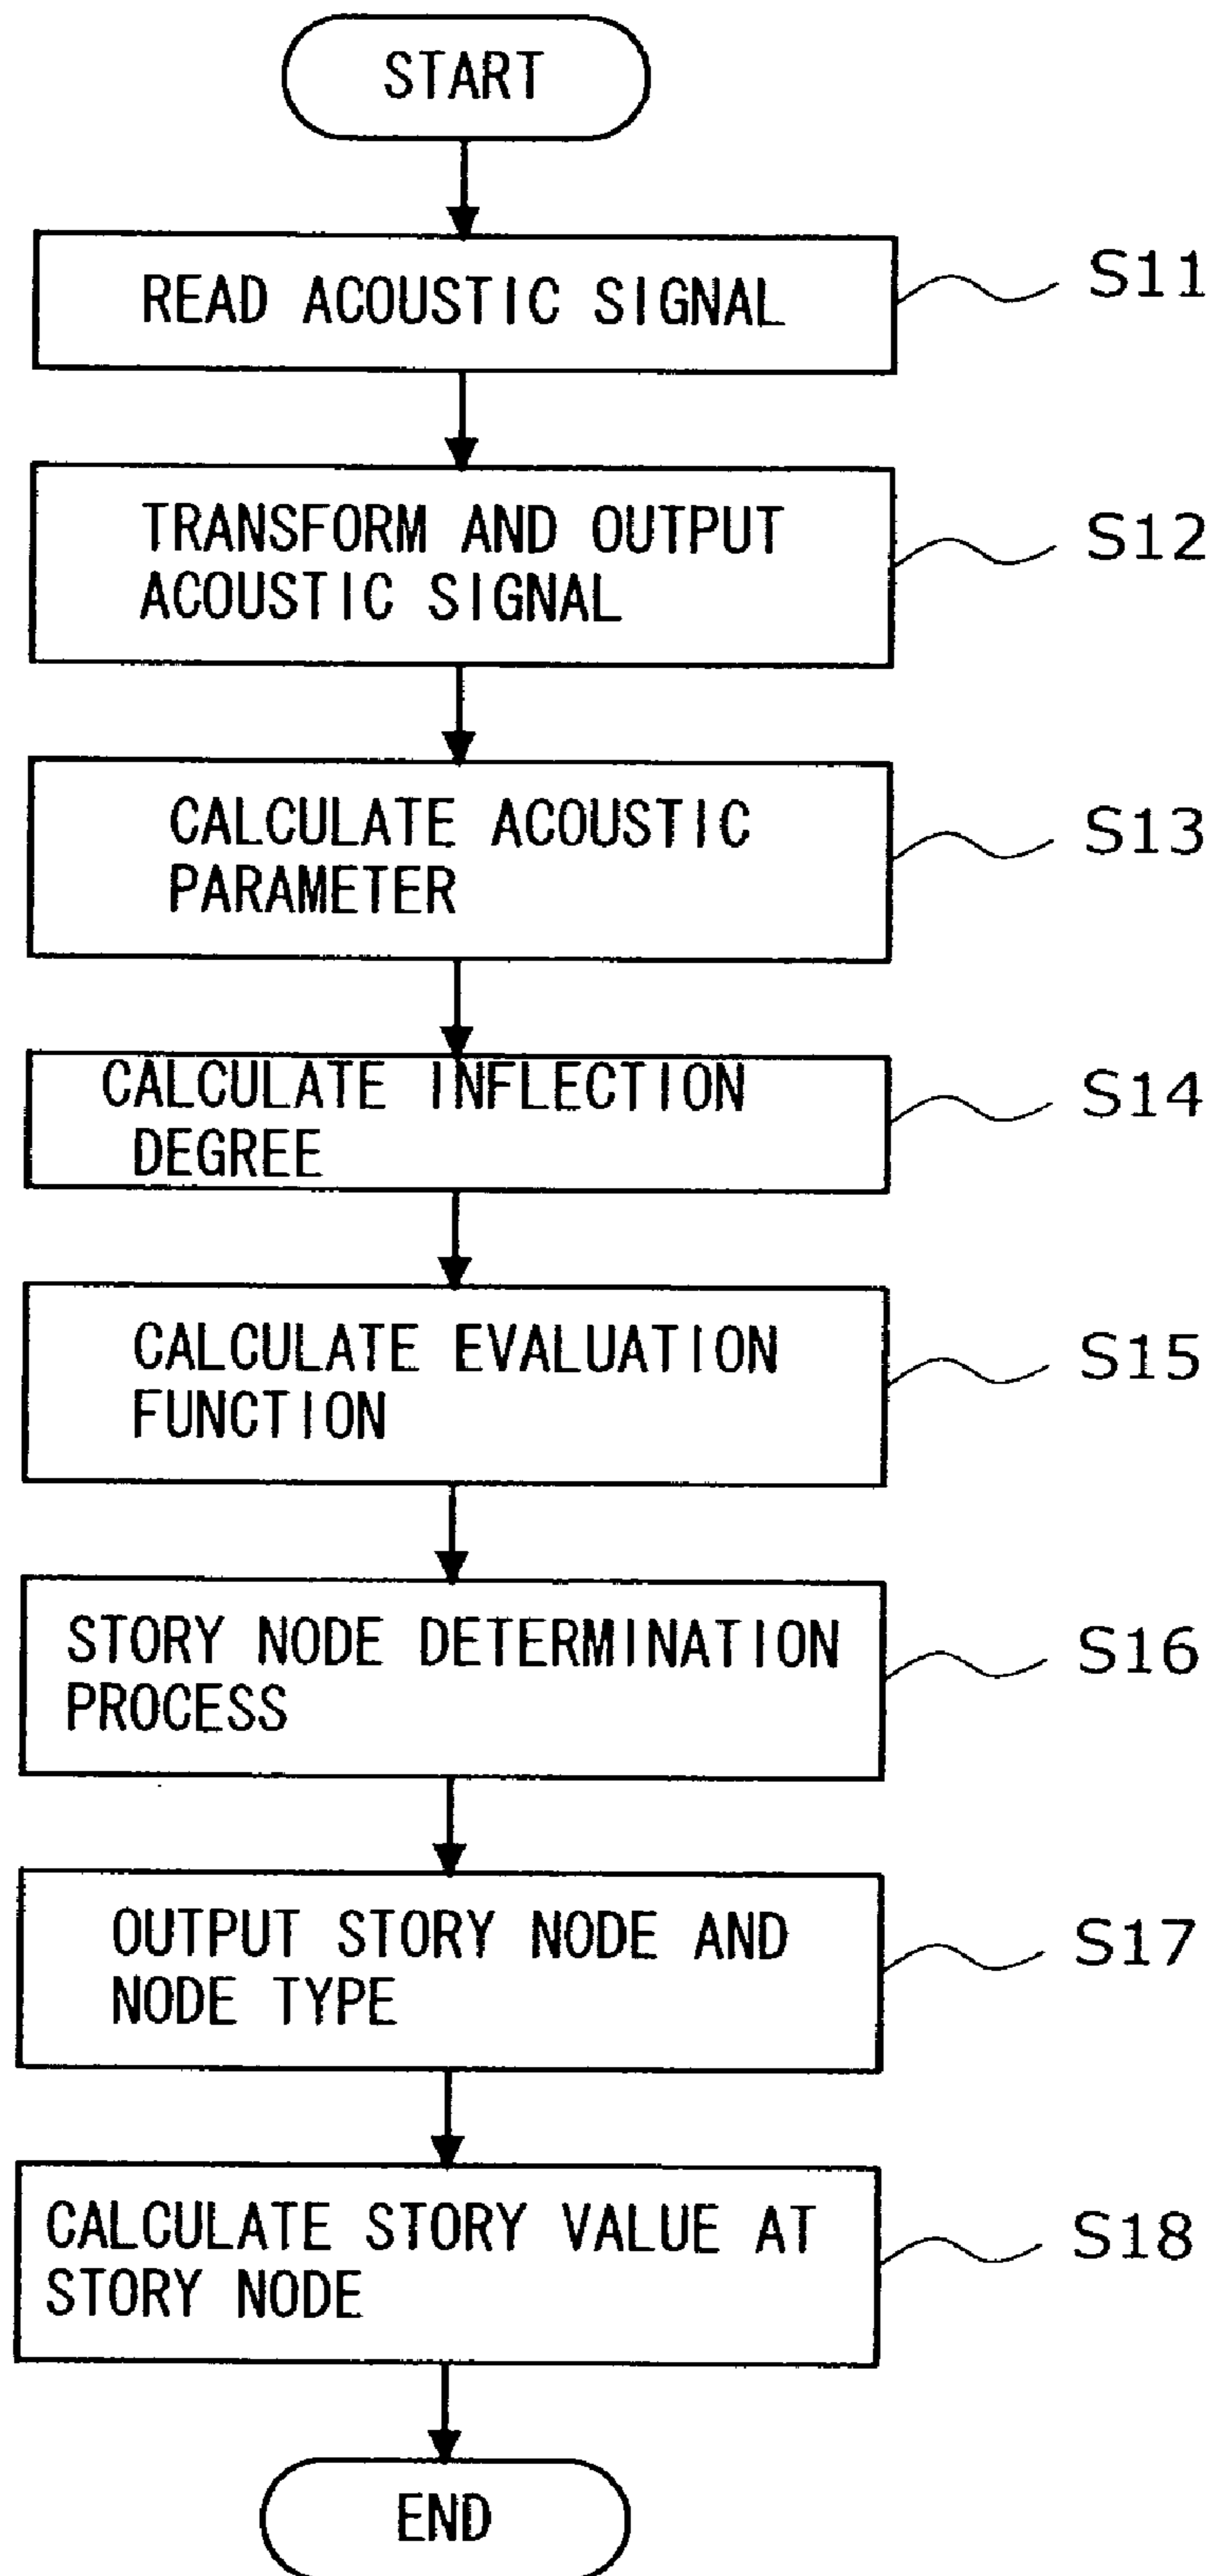 START
READ ACOUSTIC SIGNAL
S11
TRANSFORM AND OUTPUT
ACOUSTIC SIGNAL
S12
CALCULATE ACOUSTIC
PARAMETER
S13
CALCULATE INFLECTION
DEGREE
S14
CALCULATE EVALUATION
FUNCTION
S15
STORY NODE DETERMINATION
PROCESS
S16
OUTPUT STORY NODE AND
NODE TYPE
S17
CALCULATE STORY VALUE AT
STORY NODE
S18
END